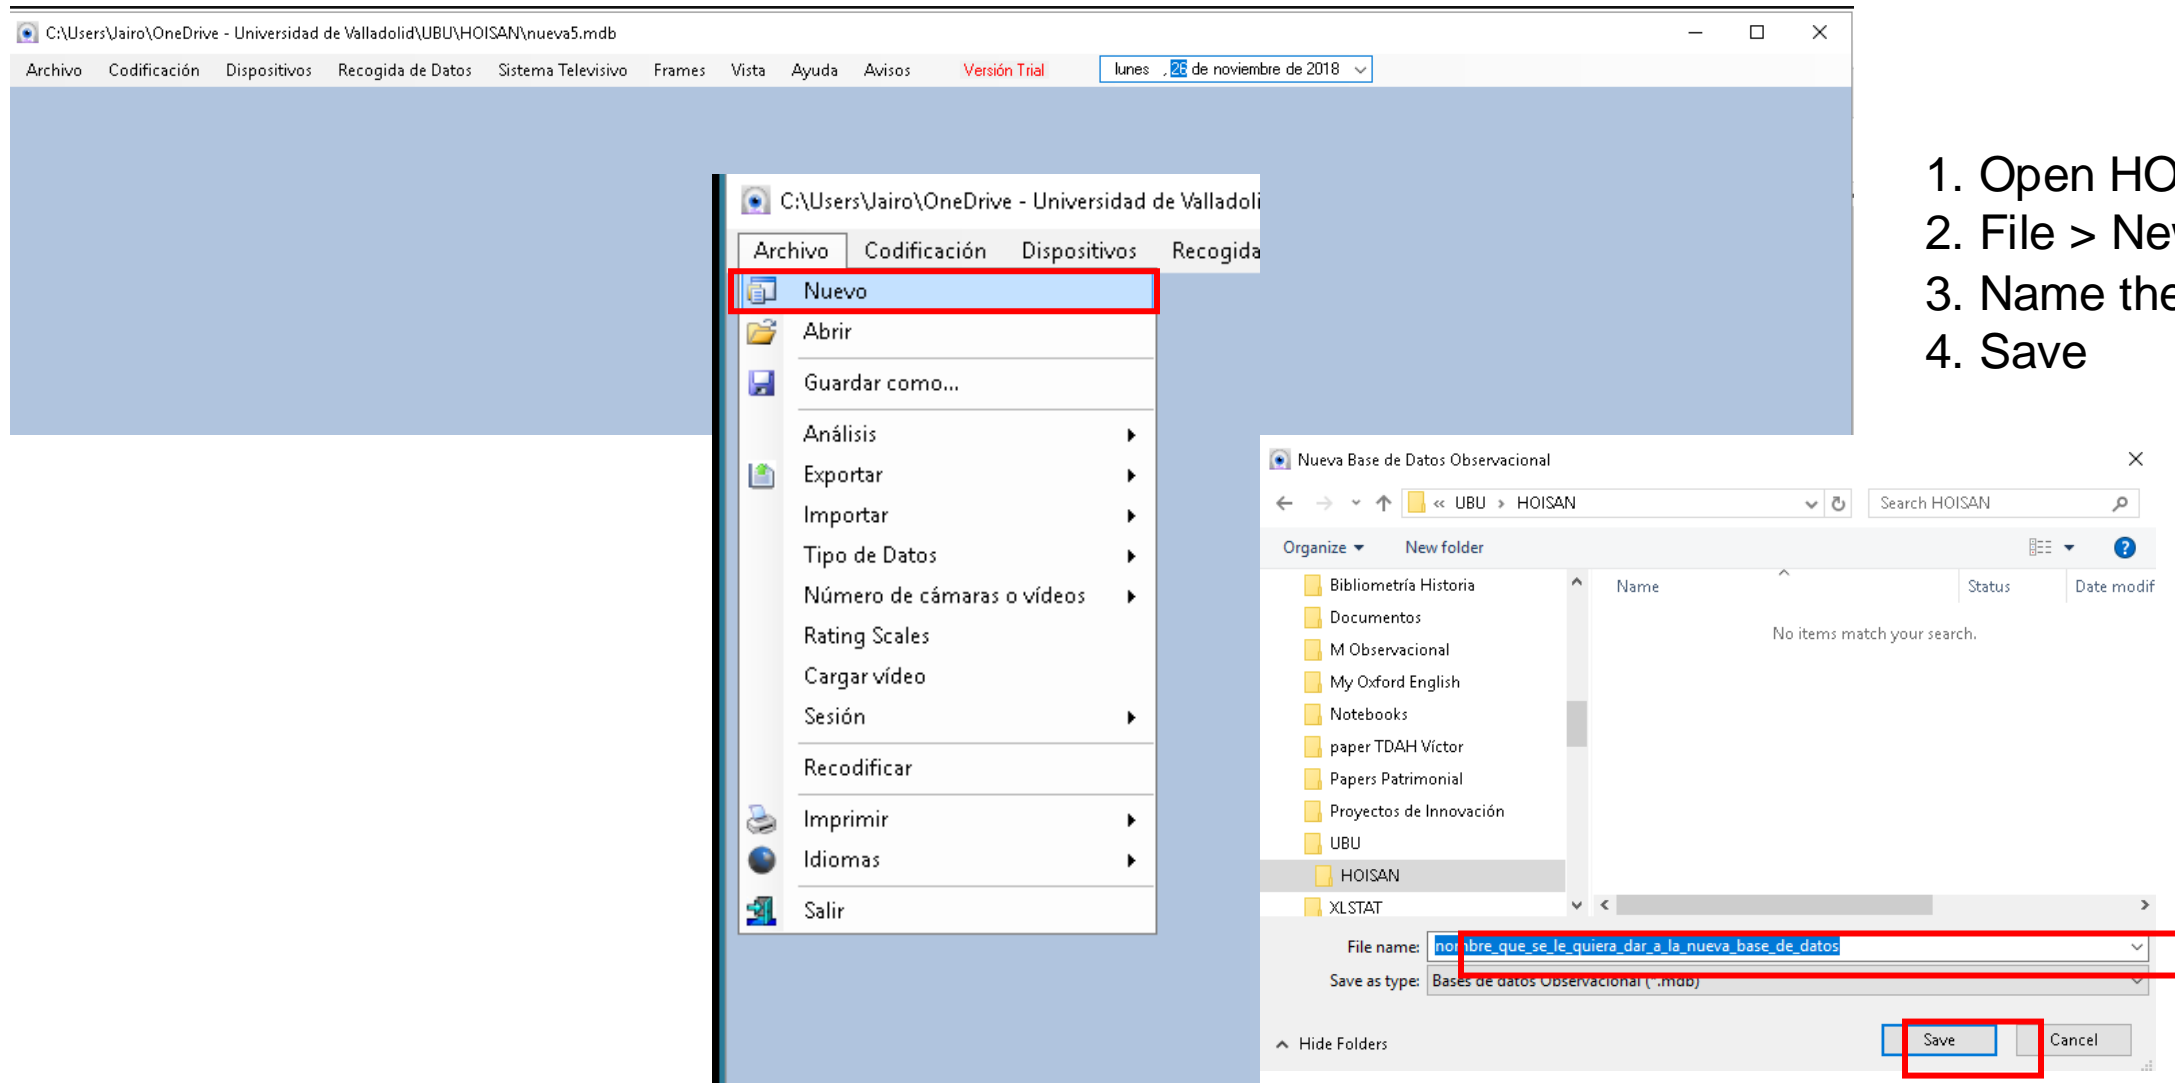 C:\Users\Jairo\OneDrive - Universidad de Valladolid\UBU\HOISAN\nueva5.mdb
Archivo Codificación Dispositivos Recogida de Datos Sistema Televisivo Frames Vista Ayuda Avisos Versión Trial lunes , 26 de noviembre de 2018
1. Open HO
2. File > Ne
3. Name the
4. Save
C:\Users\Jairo\OneDrive - Universidad de Valladoli
Archivo Codificación Dispositivos Recogida
Nuevo
Abrir
Guardar como...
Análisis
Exportar
Importar
Tipo de Datos
Número de cámaras o vídeos
Rating Scales
Cargar vídeo
Sesión
Recodificar
Imprimir
Idiomas
Salir
Nueva Base de Datos Observacional
« UBU > HOISAN Search HOISAN
Organize New folder
Name Status Date modif
No items match your search.
Bibliometría Historia
Documentos
M Observacional
My Oxford English
Notebooks
paper TDAH Víctor
Papers Patrimonial
Proyectos de Innovación
UBU
HOISAN
XLSTAT
File name: nombre_que_se_le_quiera_dar_a_la_nueva_base_de_datos
Save as type: Bases de datos Observacional (*.mdb)
Hide Folders Save Cancel